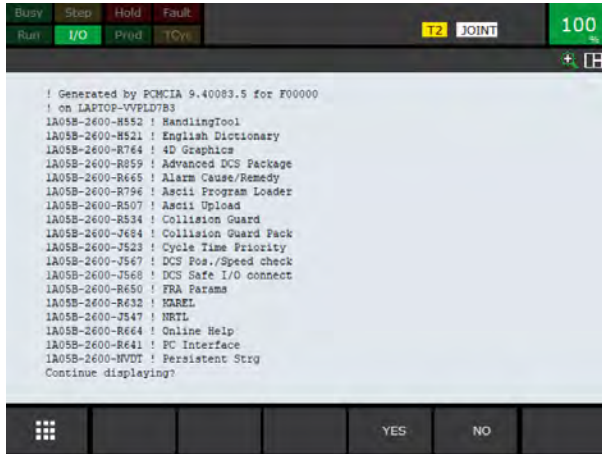 Busy Step Hold Fault
Run I/O Prod TCyc
T2 JOINT
100 %
! Generated by PCMCIA 9.40083.5 for F00000
! on LAPTOP-VVPLD7B3
1A05B-2600-H552 ! HandlingTool
1A05B-2600-H521 ! English Dictionary
1A05B-2600-R764 ! 4D Graphics
1A05B-2600-R859 ! Advanced DCS Package
1A05B-2600-R665 ! Alarm Cause/Remedy
1A05B-2600-R796 ! Ascii Program Loader
1A05B-2600-R507 ! Ascii Upload
1A05B-2600-R534 ! Collision Guard
1A05B-2600-J684 ! Collision Guard Pack
1A05B-2600-J523 ! Cycle Time Priority
1A05B-2600-J567 ! DCS Pos./Speed check
1A05B-2600-J568 ! DCS Safe I/O connect
1A05B-2600-R650 ! FRA Params
1A05B-2600-R632 ! KAREL
1A05B-2600-J547 ! NRTL
1A05B-2600-R664 ! Online Help
1A05B-2600-R641 ! PC Interface
1A05B-2600-NVDT ! Persistent Strg
Continue displaying?
YES NO